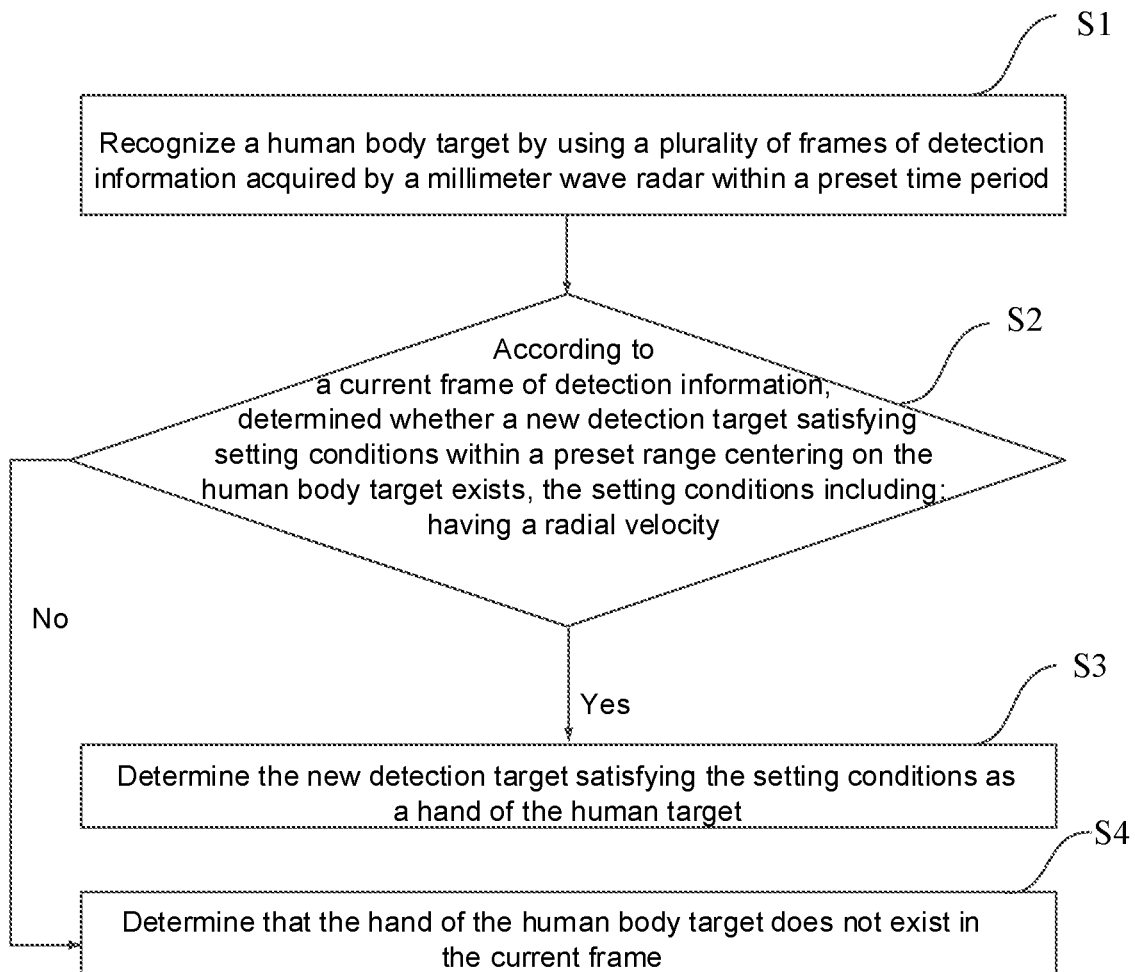 S1
Recognize a human body target by using a plurality of frames of detection
information acquired by a millimeter wave radar within a preset time period
S2
According to
a current frame of detection information,
determined whether a new detection target satisfying
setting conditions within a preset range centering on the
human body target exists, the setting conditions including:
having a radial velocity
No
Yes
S3
Determine the new detection target satisfying the setting conditions as
a hand of the human target
S4
Determine that the hand of the human body target does not exist in
the current frame